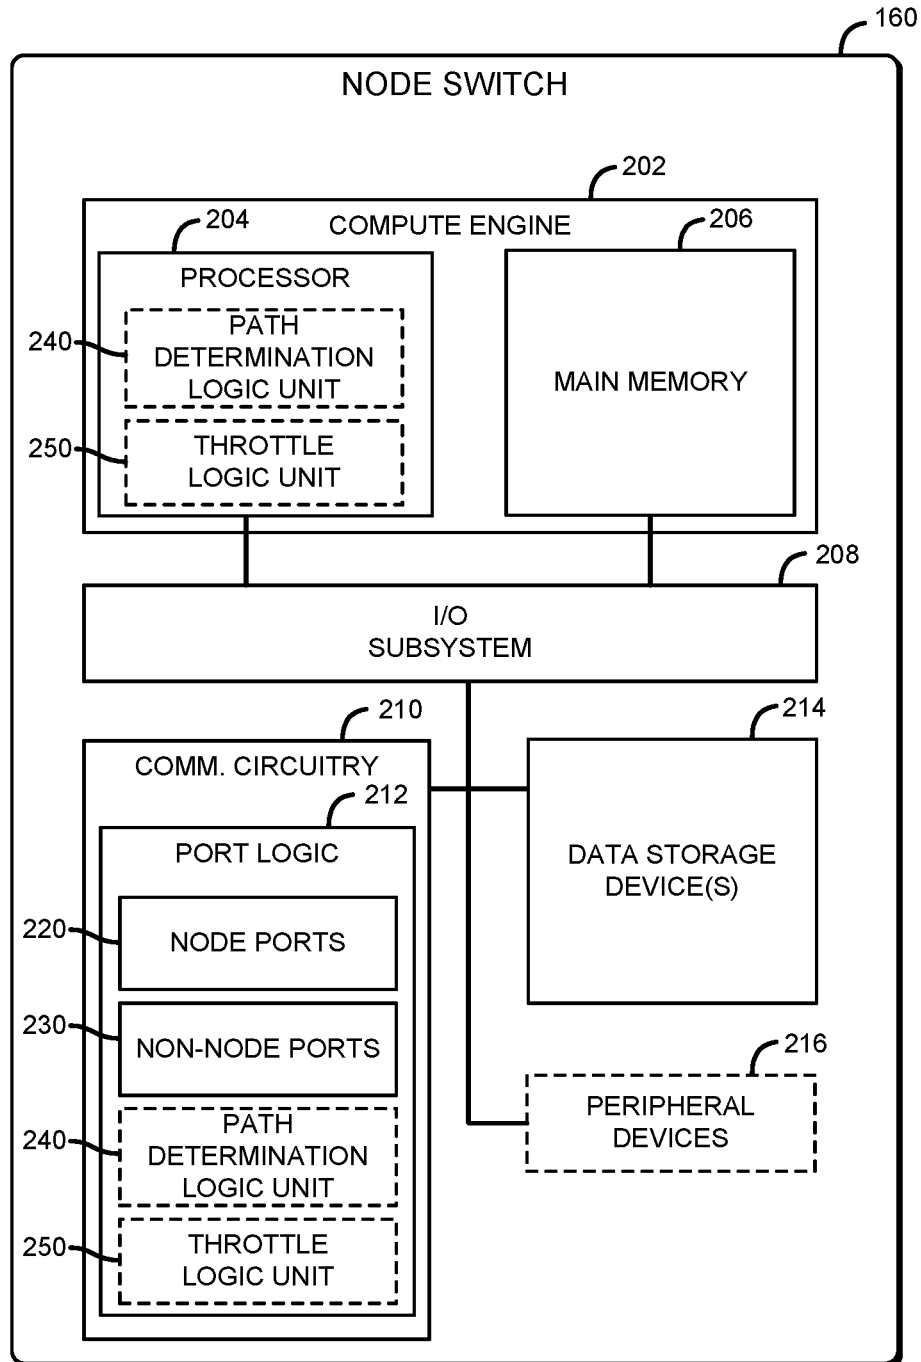 160
NODE SWITCH
202
COMPUTE ENGINE
204
PROCESSOR
240
PATH
DETERMINATION
LOGIC UNIT
250
THROTTLE
LOGIC UNIT
206
MAIN MEMORY
208
I/O
SUBSYSTEM
210
COMM. CIRCUITRY
212
PORT LOGIC
220
NODE PORTS
230
NON-NODE PORTS
240
PATH
DETERMINATION
LOGIC UNIT
250
THROTTLE
LOGIC UNIT
214
DATA STORAGE
DEVICE(S)
216
PERIPHERAL
DEVICES